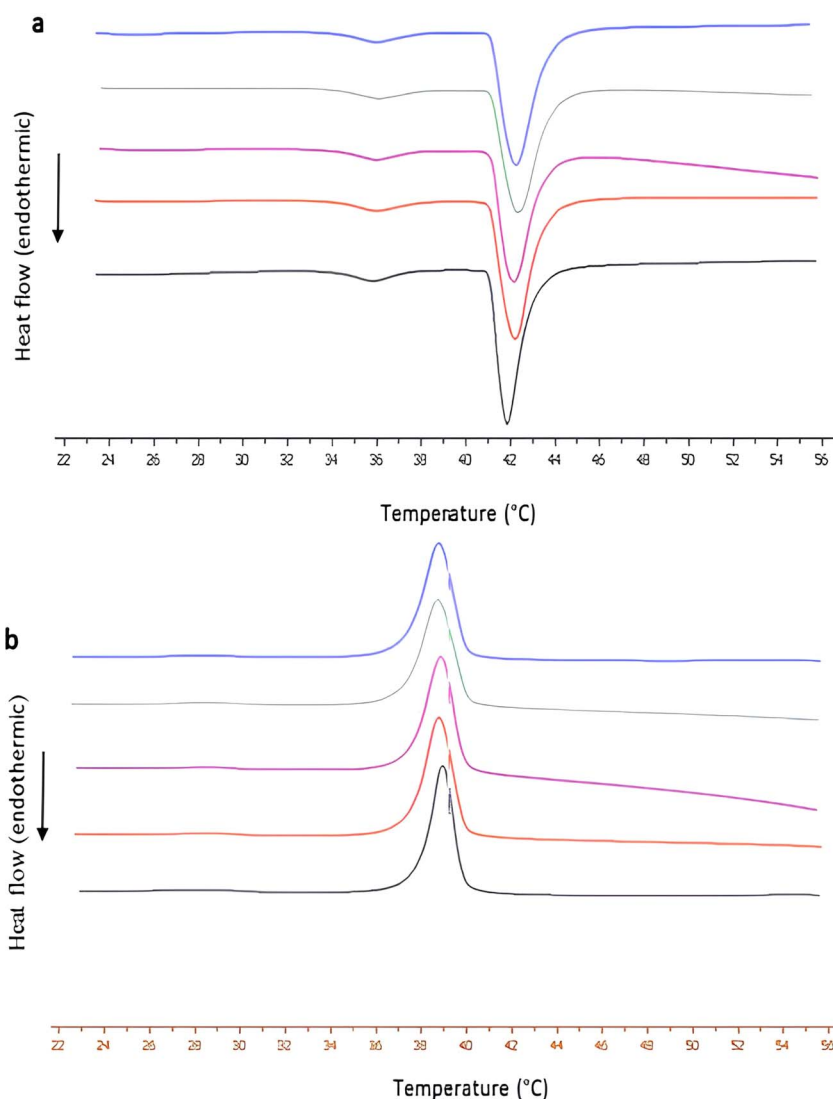 a
Heat flow (endothermic)
22 24 26 28 30 32 34 36 38 40 42 44 46 48 50 52 54 56
Temperature (°C)
b
Heat flow (endothermic)
22 24 26 28 30 32 34 36 38 40 42 44 46 48 50 52 54 56
Temperature (°C)